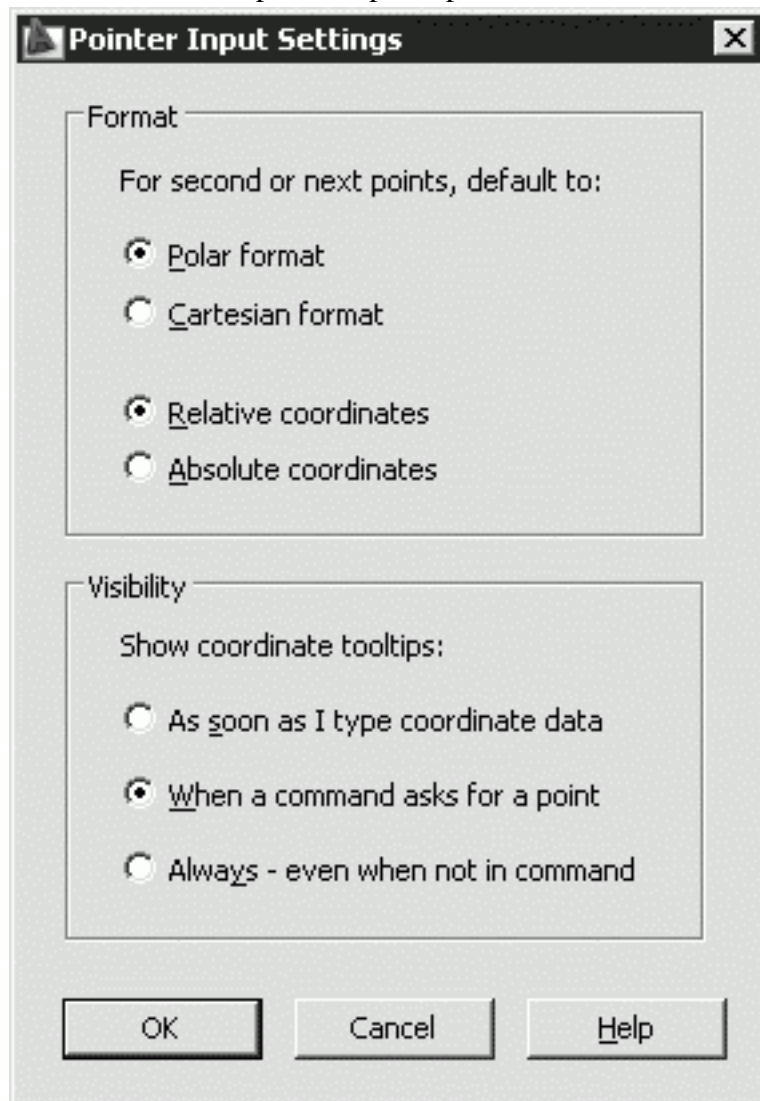 Pointer Input Settings
Format
For second or next points, default to:
Polar format
Cartesian format
Relative coordinates
Absolute coordinates
Visibility
Show coordinate tooltips:
As soon as I type coordinate data
When a command asks for a point
Always - even when not in command
OK
Cancel
Help